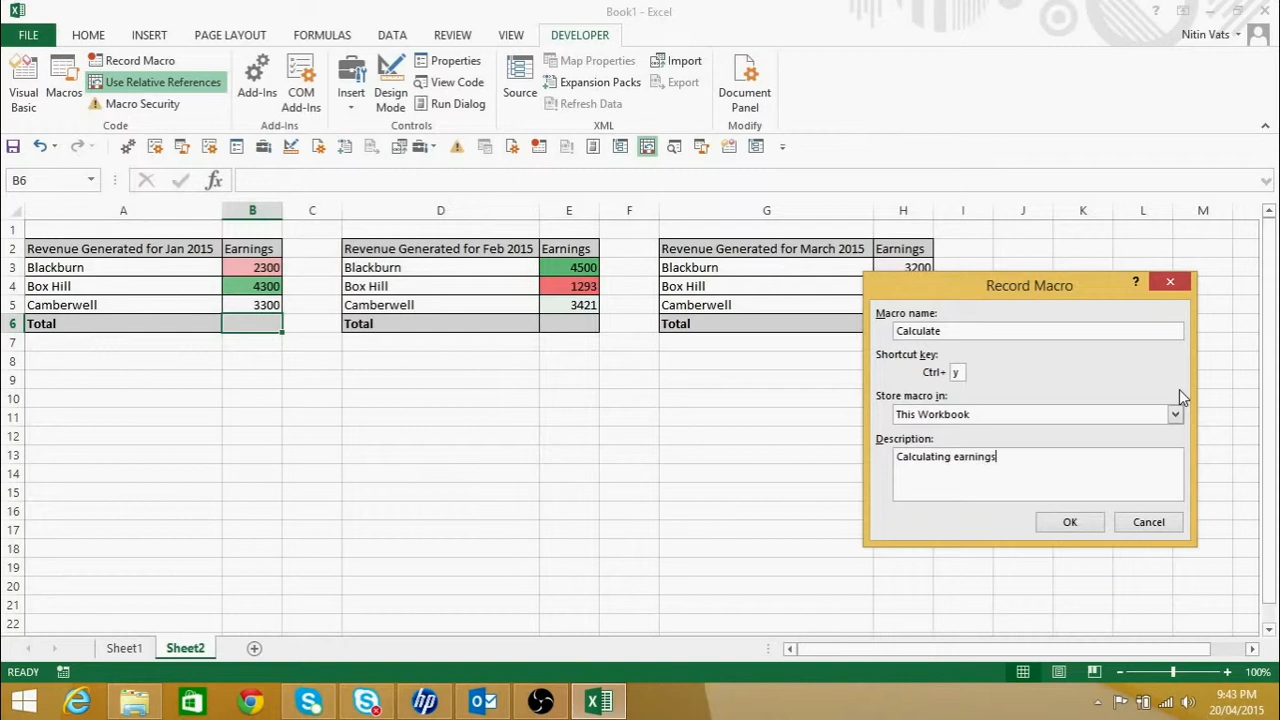 Book1 - Excel
FILE HOME INSERT PAGE LAYOUT FORMULAS DATA REVIEW VIEW DEVELOPER Nitin Vats
Visual Basic
Macros
Record Macro
Use Relative References
Macro Security
Code
Add-Ins
COM Add-Ins
Add-Ins
Insert
Design Mode
Properties
View Code
Run Dialog
Controls
Source
Map Properties
Expansion Packs
Refresh Data
Import
Export
XML
Document Panel
Modify
B6 fx
A B C D E F G H I J K L M
1
2 Revenue Generated for Jan 2015 Earnings Revenue Generated for Feb 2015 Earnings Revenue Generated for March 2015 Earnings
3 Blackburn 2300 Blackburn 4500 Blackburn 3200
4 Box Hill 4300 Box Hill 1293 Box Hill
5 Camberwell 3300 Camberwell 3421 Camberwell
6 Total Total Total
7
8
9
10
11
12
13
14
15
16
17
18
19
20
21
22
Record Macro ?
Macro name:
Calculate
Shortcut key:
Ctrl+ y
Store macro in:
This Workbook
Description:
Calculating earnings
OK Cancel
Sheet1 Sheet2
READY 100%
9:43 PM
20/04/2015